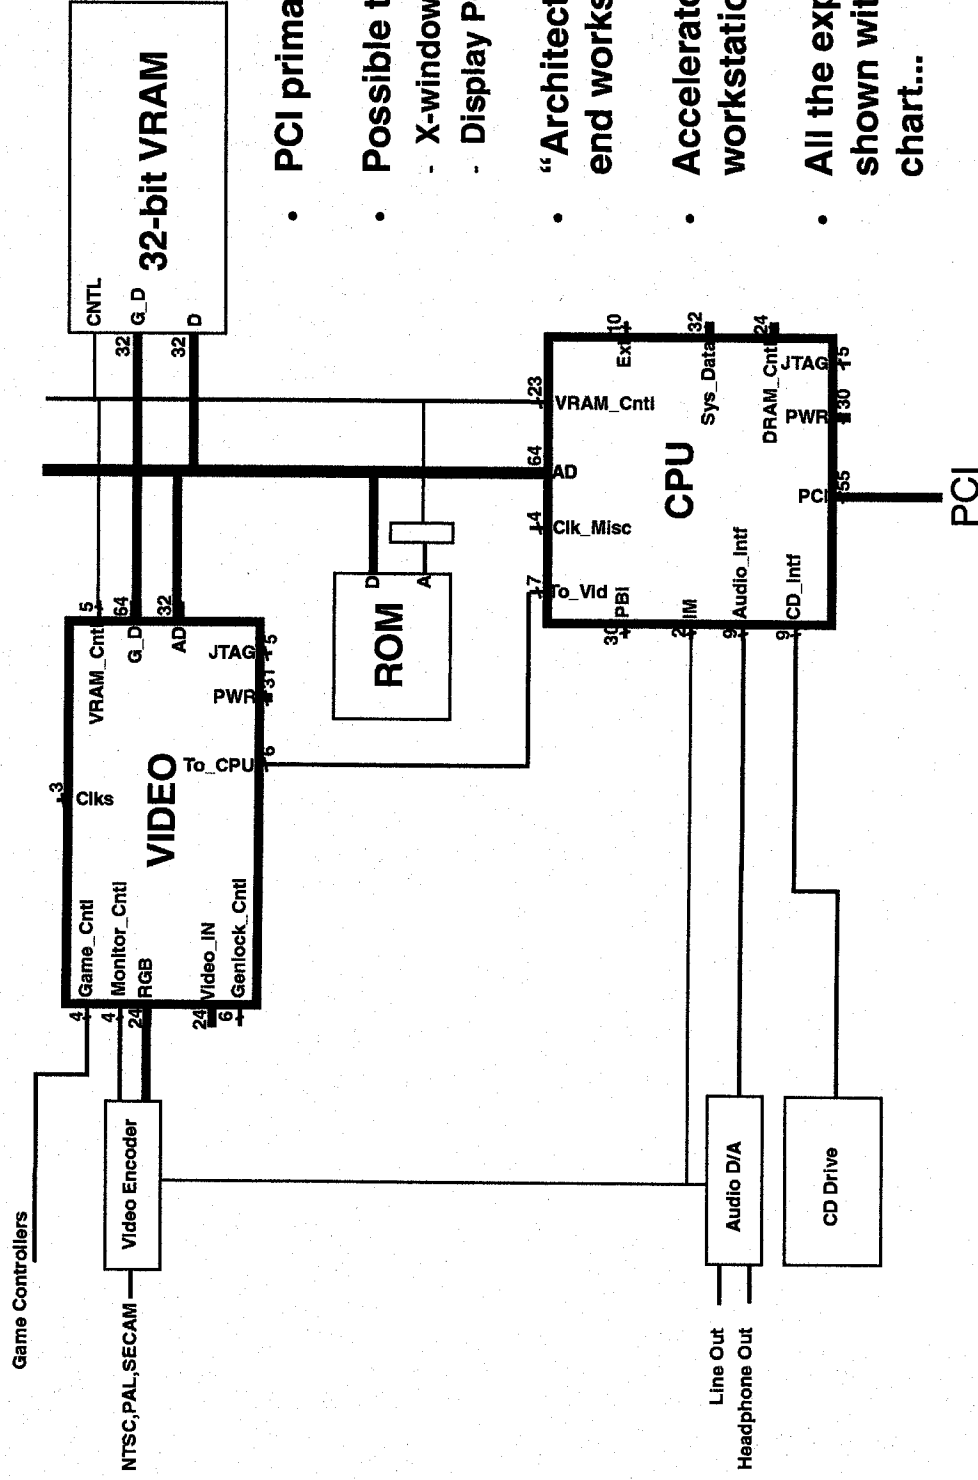 Game Controllers
NTSC,PAL,SECAM
Video Encoder
4
Game_Cntl
4
Monitor_Cntl
24
RGB
24
Video_IN
6
Genlock_Cntl
3
Clks
VIDEO
To_CPU
6
PWR
31
JTAG
5
VRAM_Cntl
5
G_D
64
AD
32
CNTL
32
G_D
32
D
32-bit VRAM
ROM
D
A
Line Out
Headphone Out
Audio D/A
CD Drive
7
To_Vid
4
Clk_Misc
64
AD
23
VRAM_Cntl
30
PBI
2
IM
9
Audio_Intf
9
CD_Intf
CPU
Ext
10
Sys_Data
32
DRAM_Cntl
24
JTAG
5
PWR
30
PCI
55
PCI
• PCI prima
• Possible t
- X-window
- Display P
• “Architect
end works
• Accelerato
workstatio
• All the exp
shown wit
chart...